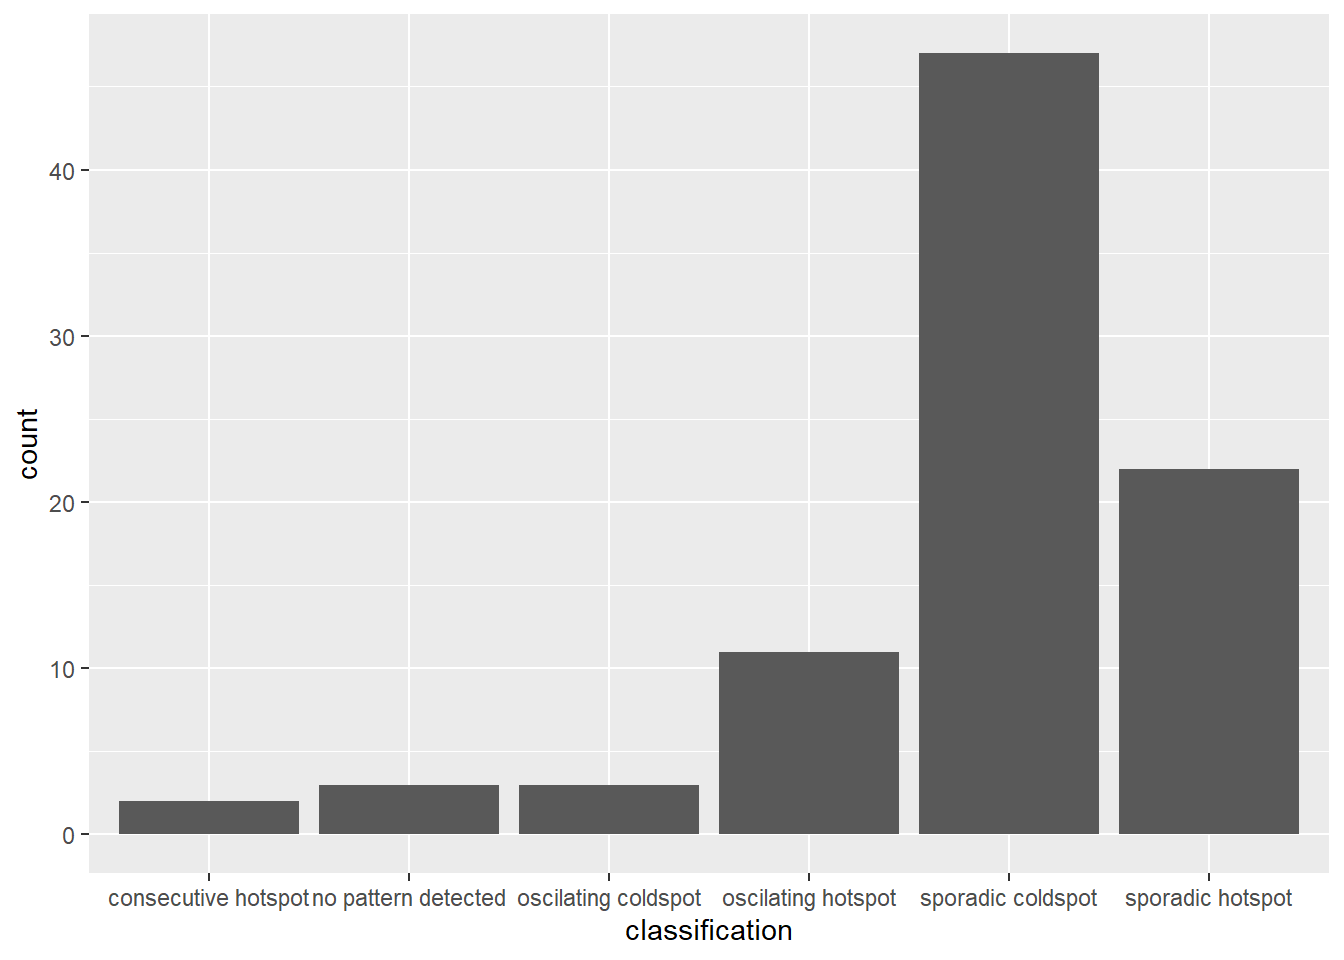 count
40
30
20
10
0
consecutive hotspot no pattern detected oscilating coldspot oscilating hotspot sporadic coldspot sporadic hotspot
classification